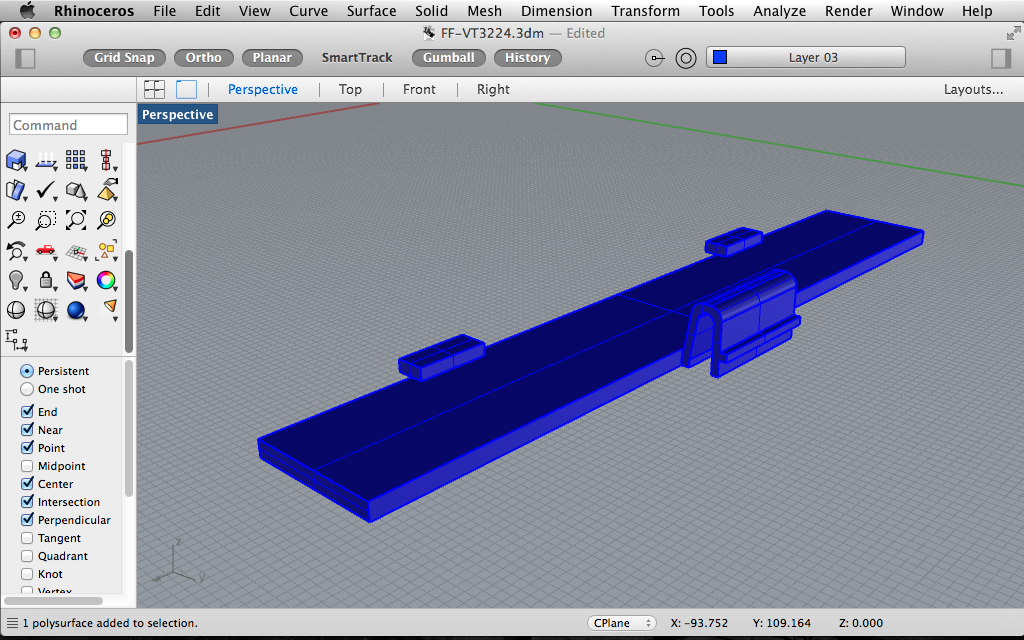 Rhinoceros File Edit View Curve Surface Solid Mesh Dimension Transform Tools Analyze Render Window Help
FF-VT3224.3dm — Edited
Grid Snap Ortho Planar SmartTrack Gumball History Layer 03
Perspective Top Front Right Layouts...
Perspective
Command
Persistent
One shot
End
Near
Point
Midpoint
Center
Intersection
Perpendicular
Tangent
Quadrant
Knot
Vertex
z
x
y
1 polysurface added to selection. CPlane X: -93.752 Y: 109.164 Z: 0.000